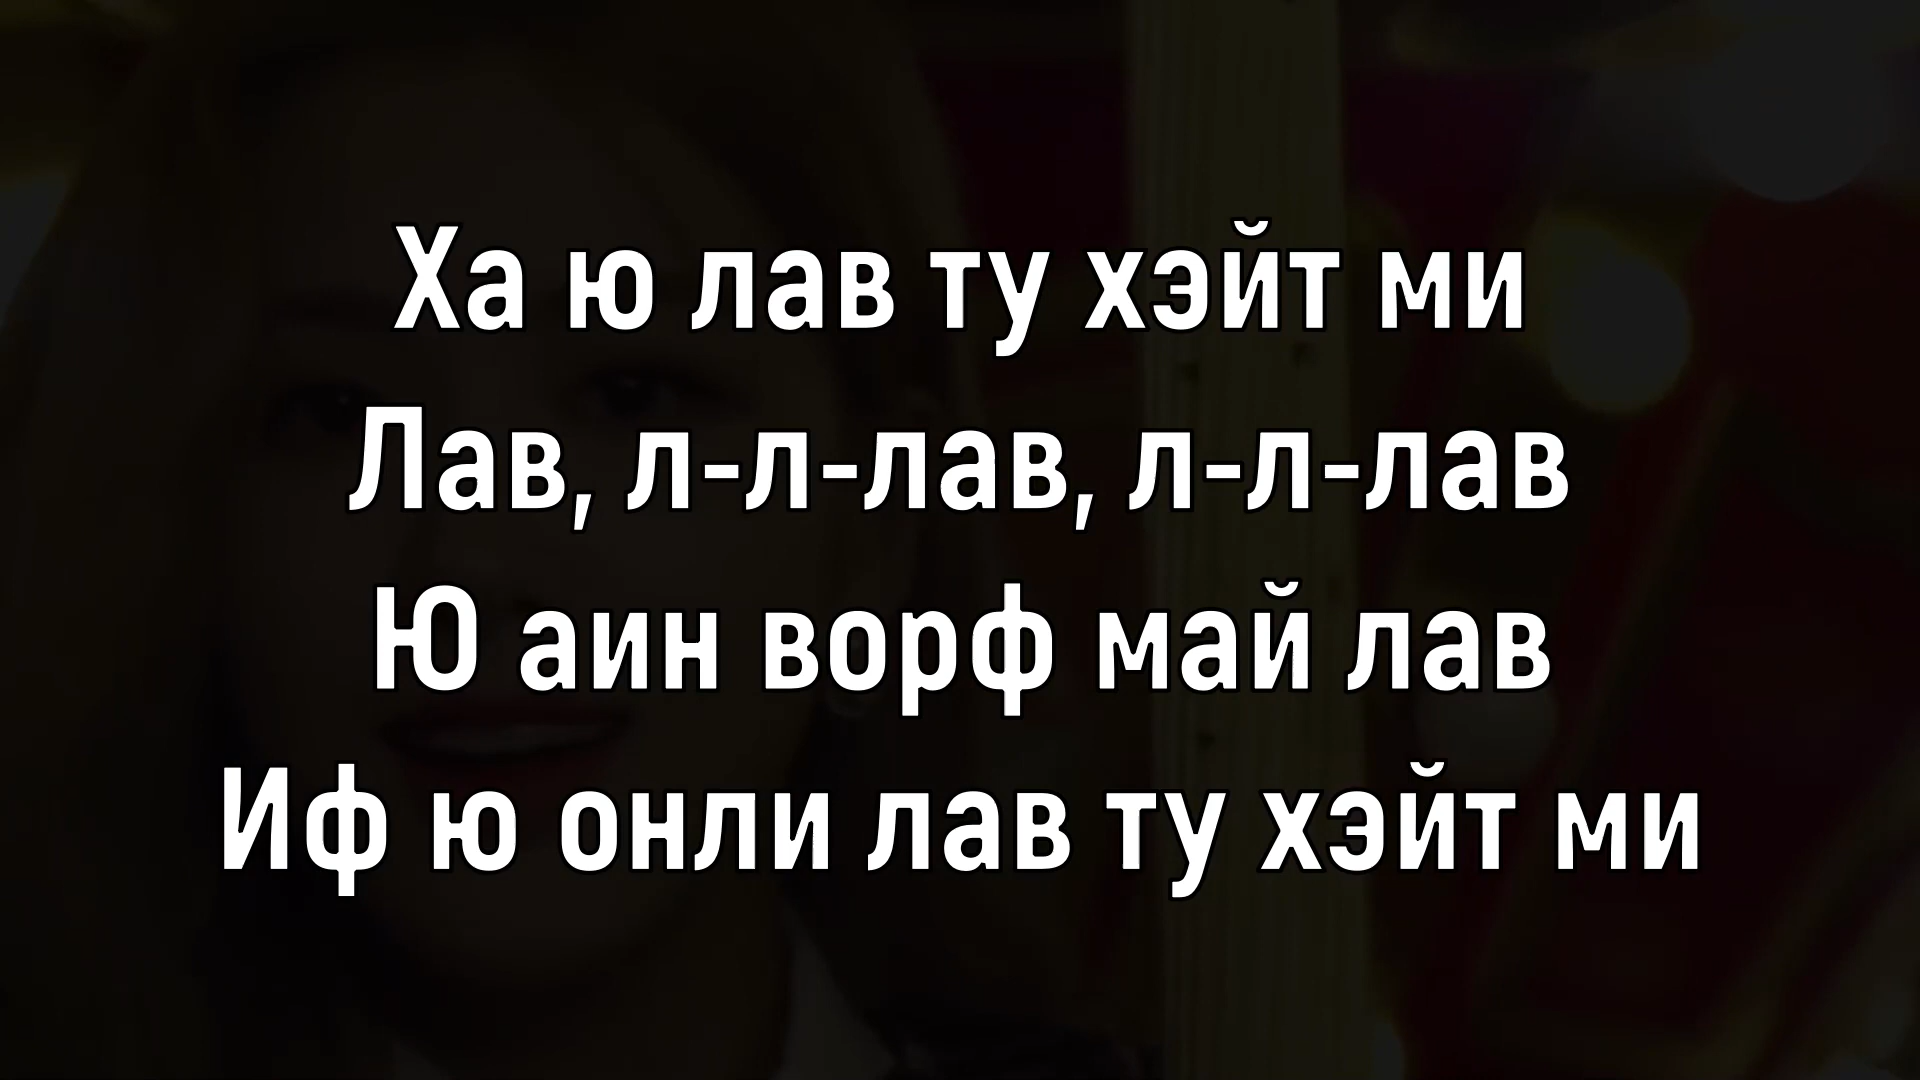 Ха ю лав ту хэйт ми
Лав, л-л-лав, л-л-лав
Ю аин ворф май лав
Иф ю онли лав ту хэйт ми